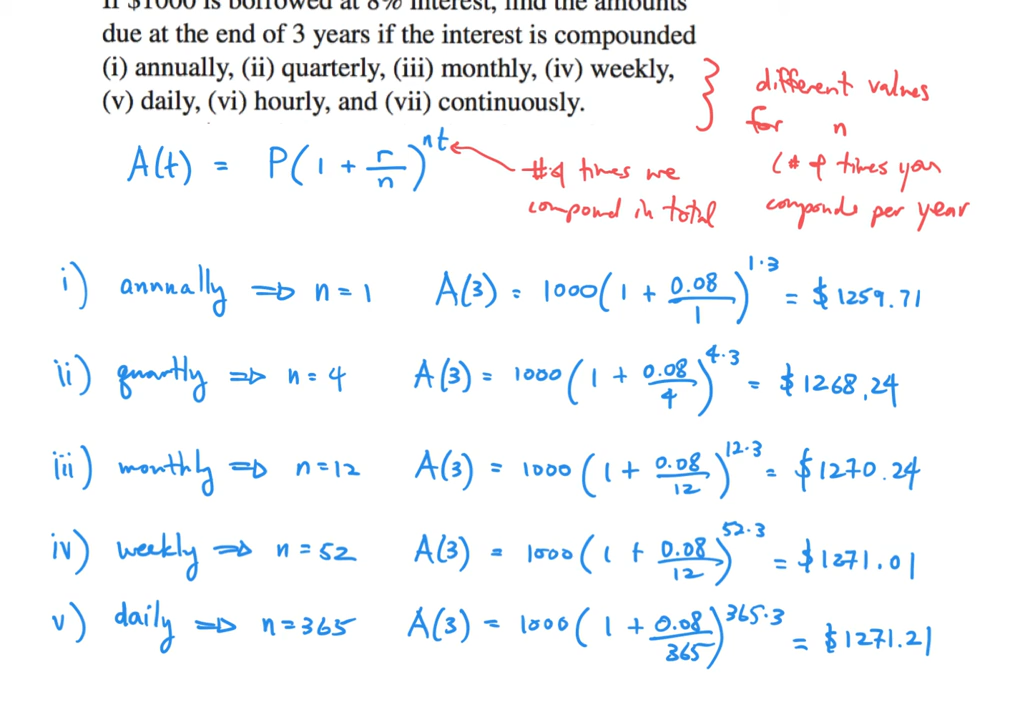 If $1000 is borrowed at 8% interest, find the amounts
due at the end of 3 years if the interest is compounded
(i) annually, (ii) quarterly, (iii) monthly, (iv) weekly,
(v) daily, (vi) hourly, and (vii) continuously.
} different values
for n
(# of times you
compounds per year
A(t) = P(1 + r/n)^nt
#of times we
compound in total
i) annually ⇒ n = 1 A(3) = 1000(1 + 0.08/1)^1·3 = $1259.71
ii) quartly ⇒ n = 4 A(3) = 1000(1 + 0.08/4)^4·3 = $1268.24
iii) monthly ⇒ n = 12 A(3) = 1000(1 + 0.08/12)^12·3 = $1270.24
iv) weekly ⇒ n = 52 A(3) = 1000(1 + 0.08/12)^52·3 = $1271.01
v) daily ⇒ n = 365 A(3) = 1000(1 + 0.08/365)^365·3 = $1271.21